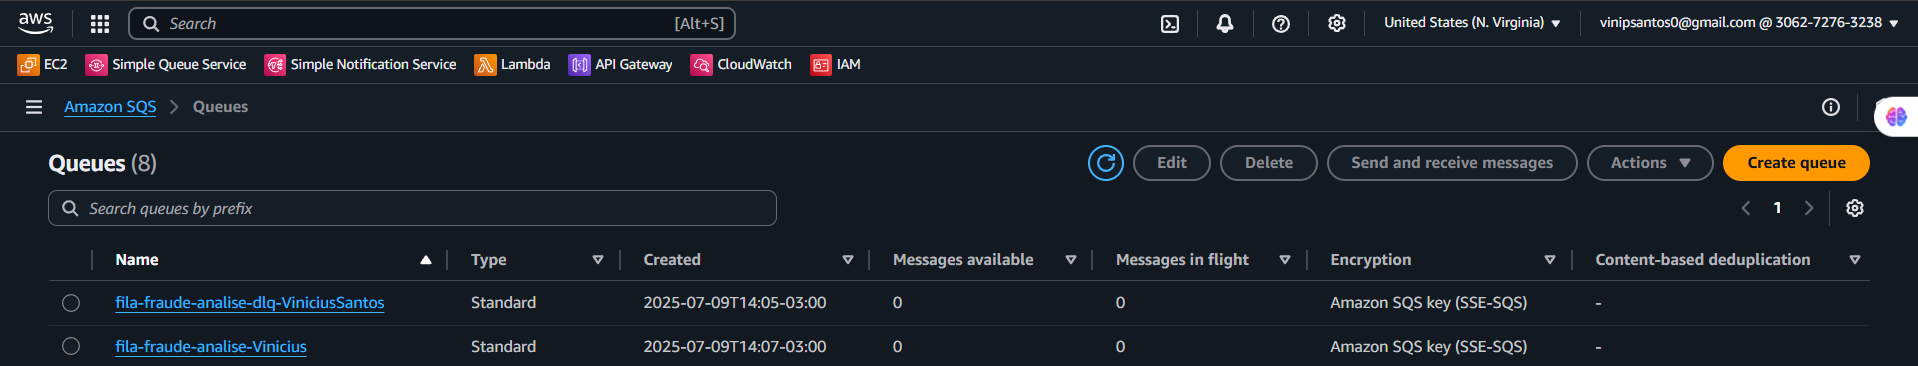 aws Search [Alt+S] United States (N. Virginia) vinipsantos0@gmail.com @ 3062-7276-3238
EC2 Simple Queue Service Simple Notification Service Lambda API Gateway CloudWatch IAM
Amazon SQS Queues
Queues (8) Edit Delete Send and receive messages Actions Create queue
Search queues by prefix 1
Name Type Created Messages available Messages in flight Encryption Content-based deduplication
fila-fraude-analise-dlq-ViniciusSantos Standard 2025-07-09T14:05-03:00 0 0 Amazon SQS key (SSE-SQS) -
fila-fraude-analise-Vinicius Standard 2025-07-09T14:07-03:00 0 0 Amazon SQS key (SSE-SQS) -